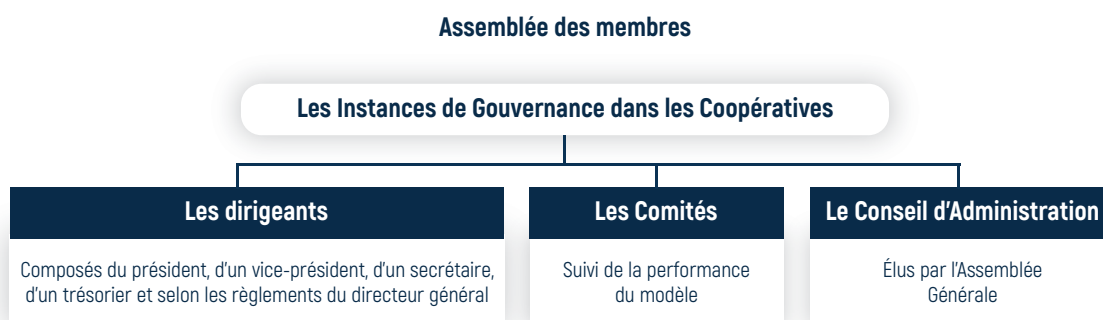 Assemblée des membres
Les Instances de Gouvernance dans les Coopératives
Les dirigeants
Composés du président, d'un vice-président, d'un secrétaire,
d'un trésorier et selon les règlements du directeur général
Les Comités
Suivi de la performance
du modèle
Le Conseil d'Administration
Élus par l'Assemblée
Générale